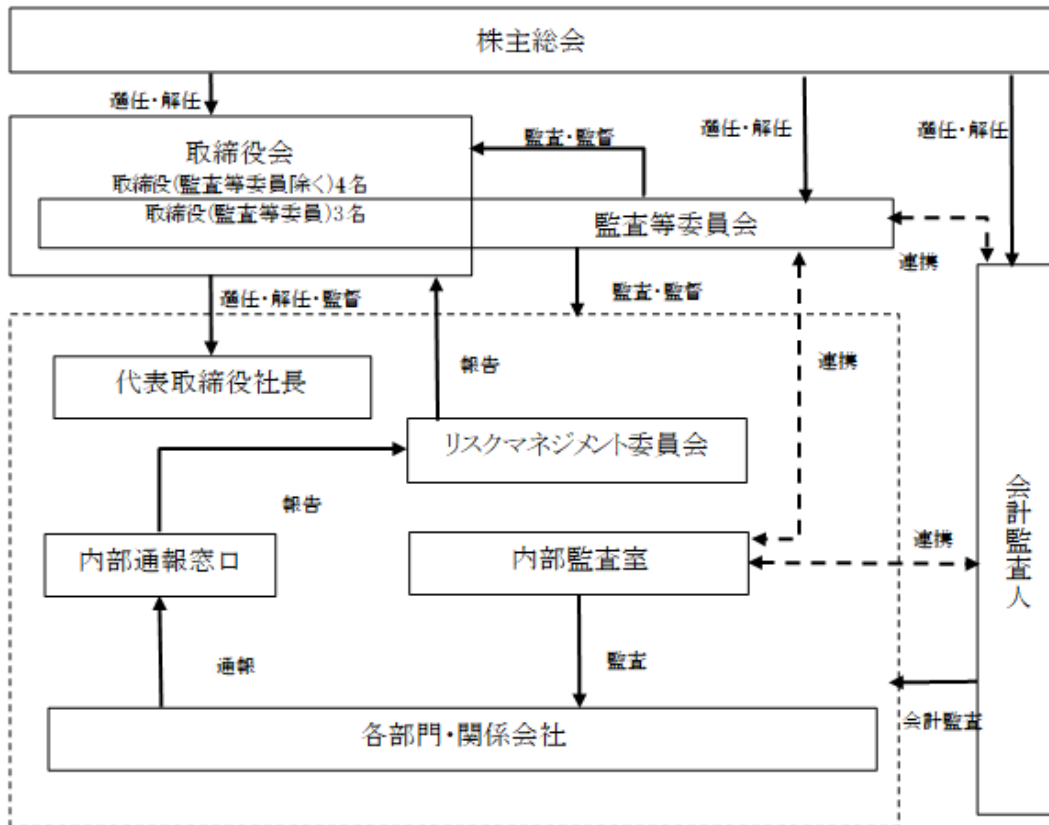 株主総会
選任・解任
取締役会
取締役(監査等委員除く)4名
取締役(監査等委員)3名
監査・監督
選任・解任
選任・解任
監査等委員会
連携
選任・解任・監督
監査・監督
代表取締役社長
報告
連携
リスクマネジメント委員会
報告
内部通報窓口
内部監査室
連携
会計監査人
通報
監査
会計監査
各部門・関係会社